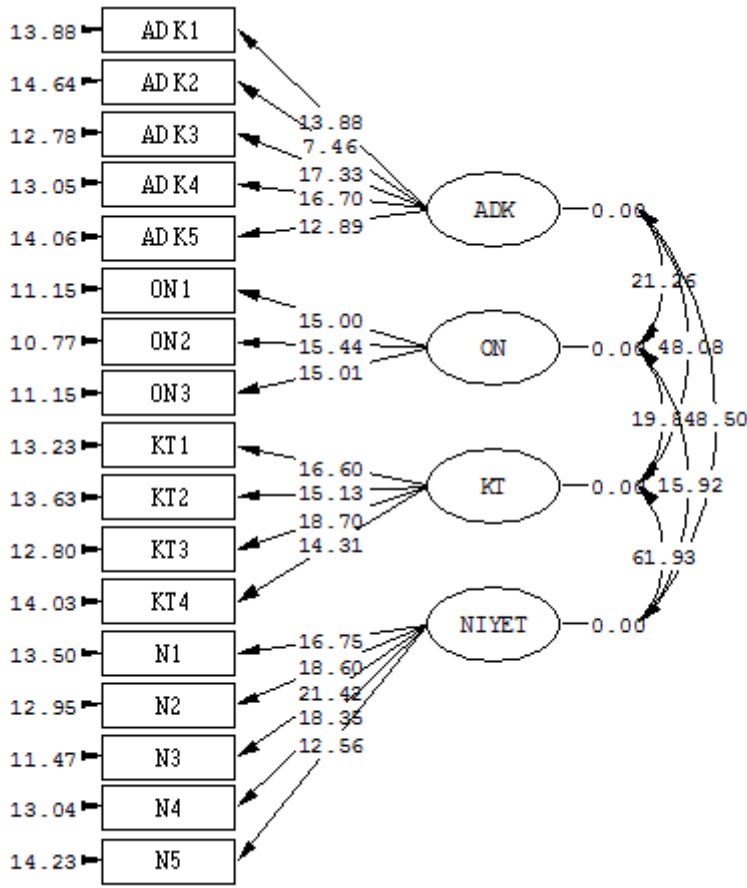 13.88 ADK1
14.64 ADK2
12.78 ADK3
13.05 ADK4
14.06 ADK5
11.15 ON1
10.77 ON2
11.15 ON3
13.23 KT1
13.63 KT2
12.80 KT3
14.03 KT4
13.50 N1
12.95 N2
11.47 N3
13.04 N4
14.23 N5
13.88
7.46
17.33
16.70
12.89
15.00
15.44
15.01
16.60
15.13
18.70
14.31
16.75
18.60
21.42
18.35
12.56
ADK 0.00
ON 0.00
KT 0.00
NIYET 0.00
21.26
48.08
19.84
48.50
15.92
61.93